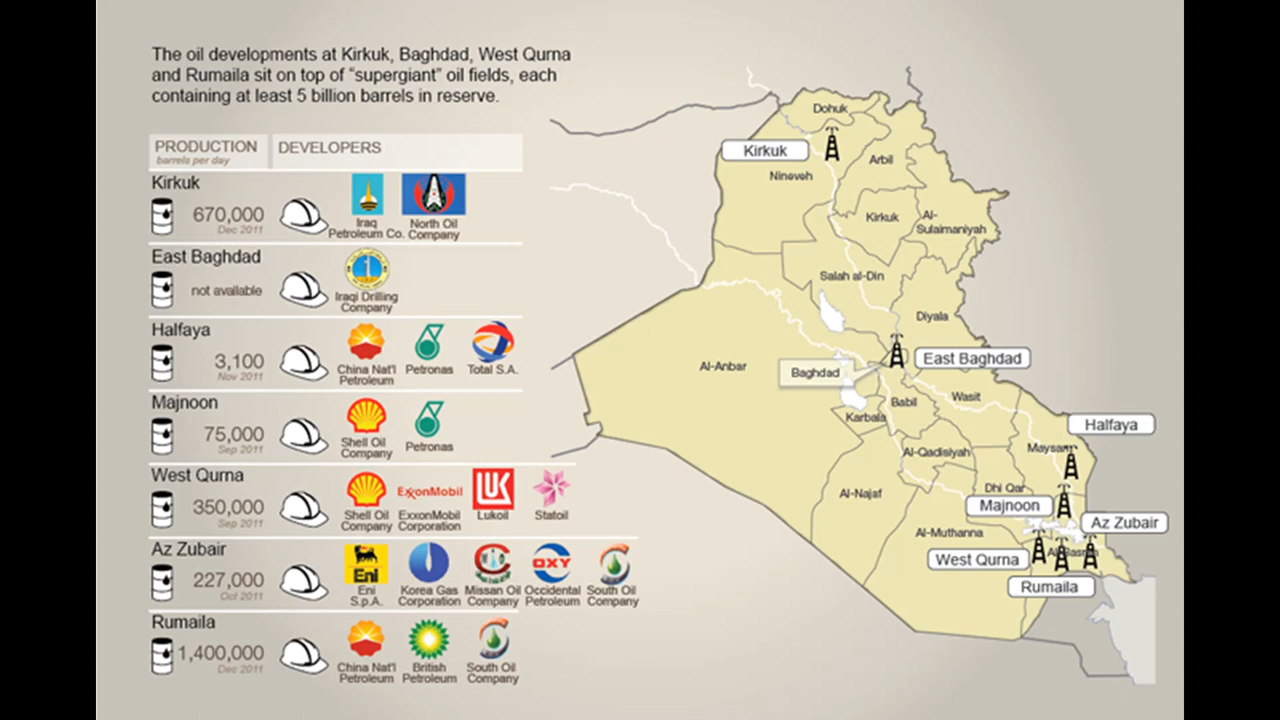 The oil developments at Kirkuk, Baghdad, West Qurna
and Rumaila sit on top of “supergiant” oil fields, each
containing at least 5 billion barrels in reserve.
PRODUCTION
barrels per day
DEVELOPERS
Kirkuk
670,000
Dec 2011
Iraq
Petroleum Co.
North Oil
Company
East Baghdad
not available
Iraqi Drilling
Company
Halfaya
3,100
Nov 2011
China Nat'l
Petroleum
Petronas
Total S.A.
Majnoon
75,000
Sep 2011
Shell Oil
Company
Petronas
West Qurna
350,000
Sep 2011
Shell Oil
Company
ExxonMobil
ExxonMobil
Corporation
LUK
Lukoil
Statoil
Az Zubair
227,000
Oct 2011
Eni
Eni
S.p.A.
Korea Gas
Corporation
Missan Oil
Company
OXY
Occidental
Petroleum
South Oil
Company
Rumaila
1,400,000
Dec 2011
China Nat'l
Petroleum
British
Petroleum
South Oil
Company
Dohuk
Kirkuk
Arbil
Nineveh
Kirkuk
Al-
Sulaimaniyah
Salah al-Din
Diyala
East Baghdad
Al-Anbar
Baghdad
Wasit
Babil
Karbala
Halfaya
Maysan
Al-Qadisiyah
Dhi Qar
Al-Najaf
Majnoon
Az Zubair
Al-Muthanna
West Qurna
Rumaila